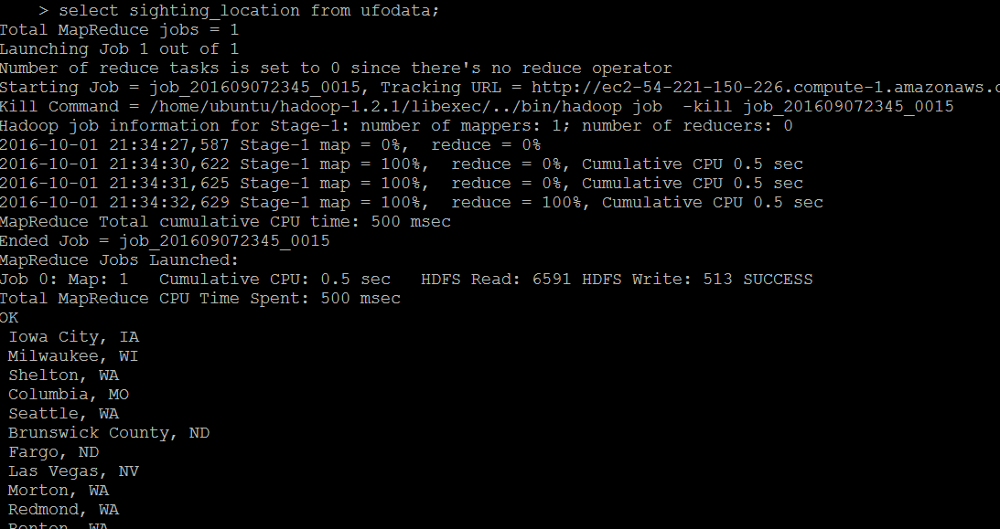 > select sighting_location from ufodata;
Total MapReduce jobs = 1
Launching Job 1 out of 1
Number of reduce tasks is set to 0 since there's no reduce operator
Starting Job = job_201609072345_0015, Tracking URL = http://ec2-54-221-150-226.compute-1.amazonaws.c
Kill Command = /home/ubuntu/hadoop-1.2.1/libexec/../bin/hadoop job  -kill job_201609072345_0015
Hadoop job information for Stage-1: number of mappers: 1; number of reducers: 0
2016-10-01 21:34:27,587 Stage-1 map = 0%,  reduce = 0%
2016-10-01 21:34:30,622 Stage-1 map = 100%,  reduce = 0%, Cumulative CPU 0.5 sec
2016-10-01 21:34:31,625 Stage-1 map = 100%,  reduce = 0%, Cumulative CPU 0.5 sec
2016-10-01 21:34:32,629 Stage-1 map = 100%,  reduce = 100%, Cumulative CPU 0.5 sec
MapReduce Total cumulative CPU time: 500 msec
Ended Job = job_201609072345_0015
MapReduce Jobs Launched:
Job 0: Map: 1   Cumulative CPU: 0.5 sec   HDFS Read: 6591 HDFS Write: 513 SUCCESS
Total MapReduce CPU Time Spent: 500 msec
OK
Iowa City, IA
Milwaukee, WI
Shelton, WA
Columbia, MO
Seattle, WA
Brunswick County, ND
Fargo, ND
Las Vegas, NV
Morton, WA
Redmond, WA
Renton, WA